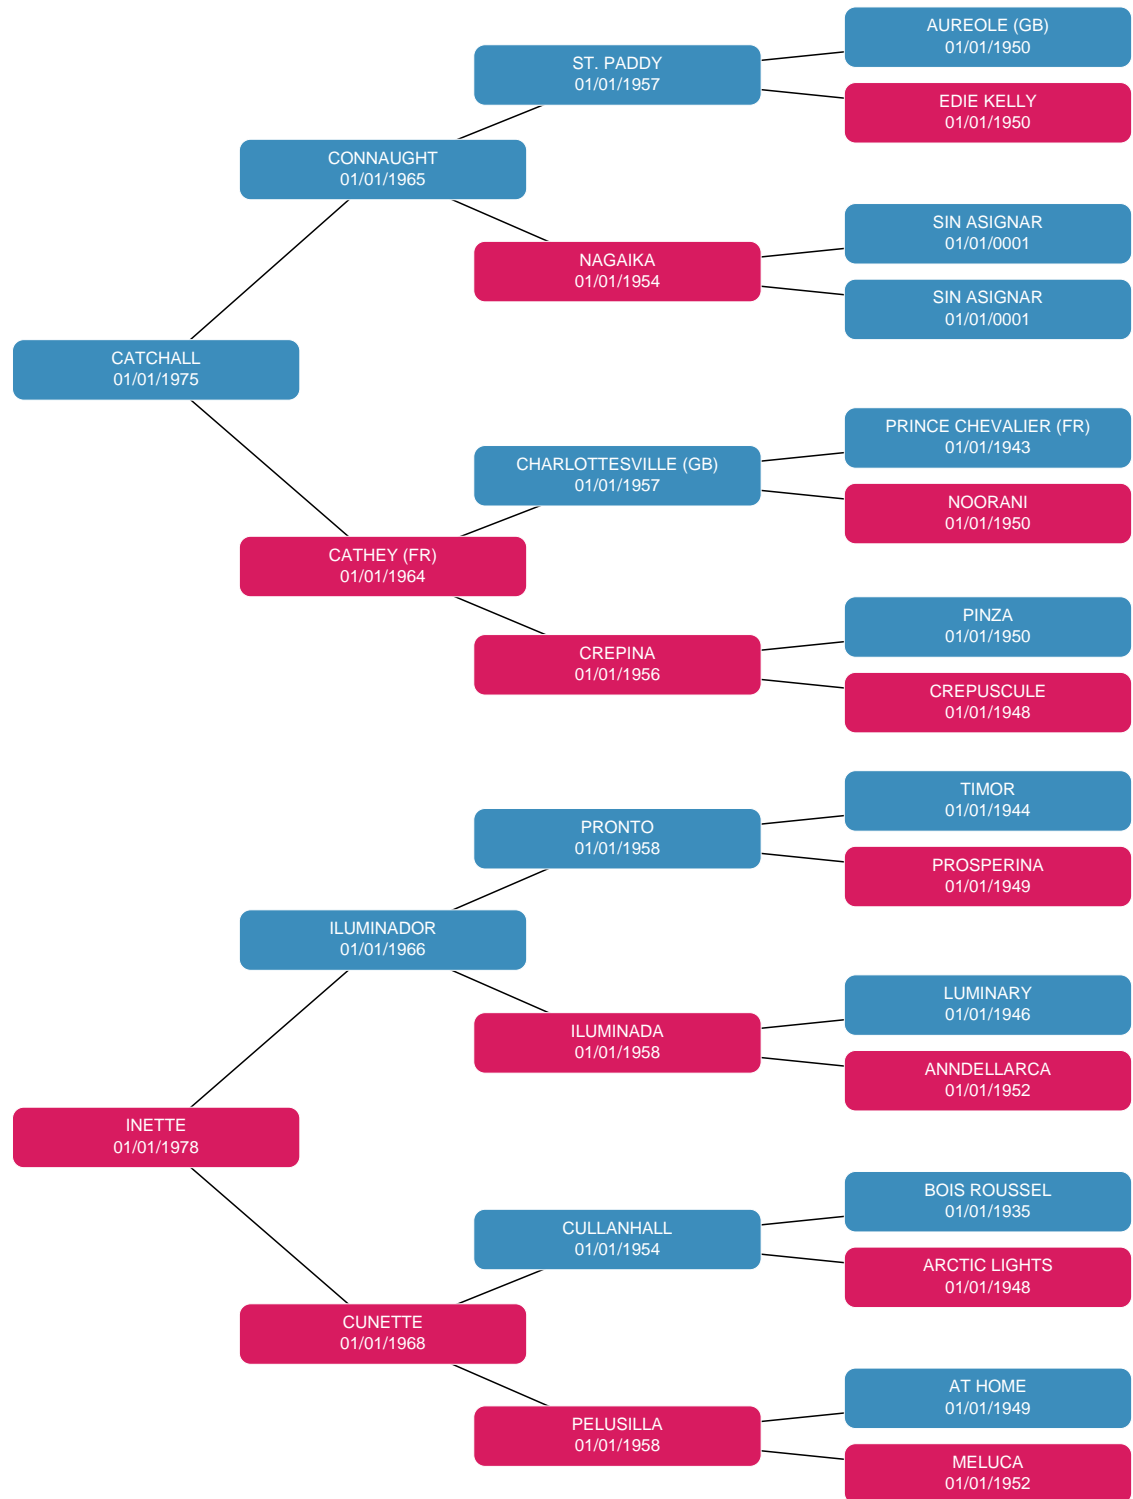 AUREOLE (GB)
01/01/1950
ST. PADDY
01/01/1957
EDIE KELLY
01/01/1950
CONNAUGHT
01/01/1965
SIN ASIGNAR
01/01/0001
NAGAIKA
01/01/1954
SIN ASIGNAR
01/01/0001
CATCHALL
01/01/1975
PRINCE CHEVALIER (FR)
01/01/1943
CHARLOTTESVILLE (GB)
01/01/1957
NOORANI
01/01/1950
CATHEY (FR)
01/01/1964
PINZA
01/01/1950
CREPINA
01/01/1956
CREPUSCULE
01/01/1948
TIMOR
01/01/1944
PRONTO
01/01/1958
PROSPERINA
01/01/1949
ILUMINADOR
01/01/1966
LUMINARY
01/01/1946
ILUMINADA
01/01/1958
ANNDELLARCA
01/01/1952
INETTE
01/01/1978
BOIS ROUSSEL
01/01/1935
CULLANHALL
01/01/1954
ARCTIC LIGHTS
01/01/1948
CUNETTE
01/01/1968
AT HOME
01/01/1949
PELUSILLA
01/01/1958
MELUCA
01/01/1952